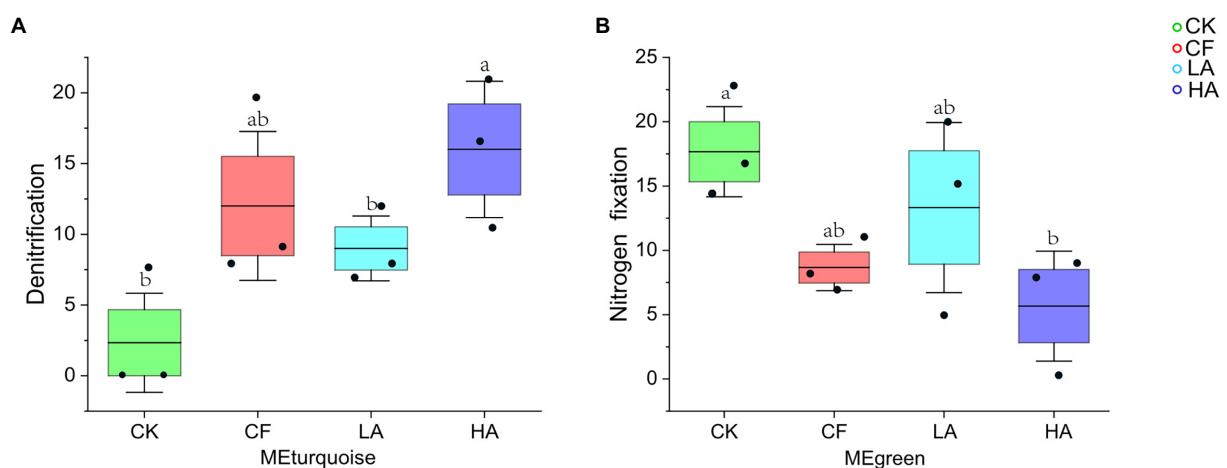 A
Denitrification
20
15
10
5
0
b
ab
b
a
CK CF LA HA
MEturquoise
B
Nitrogen fixation
25
20
15
10
5
0
a
ab
ab
b
CK CF LA HA
MEgreen
CK
CF
LA
HA